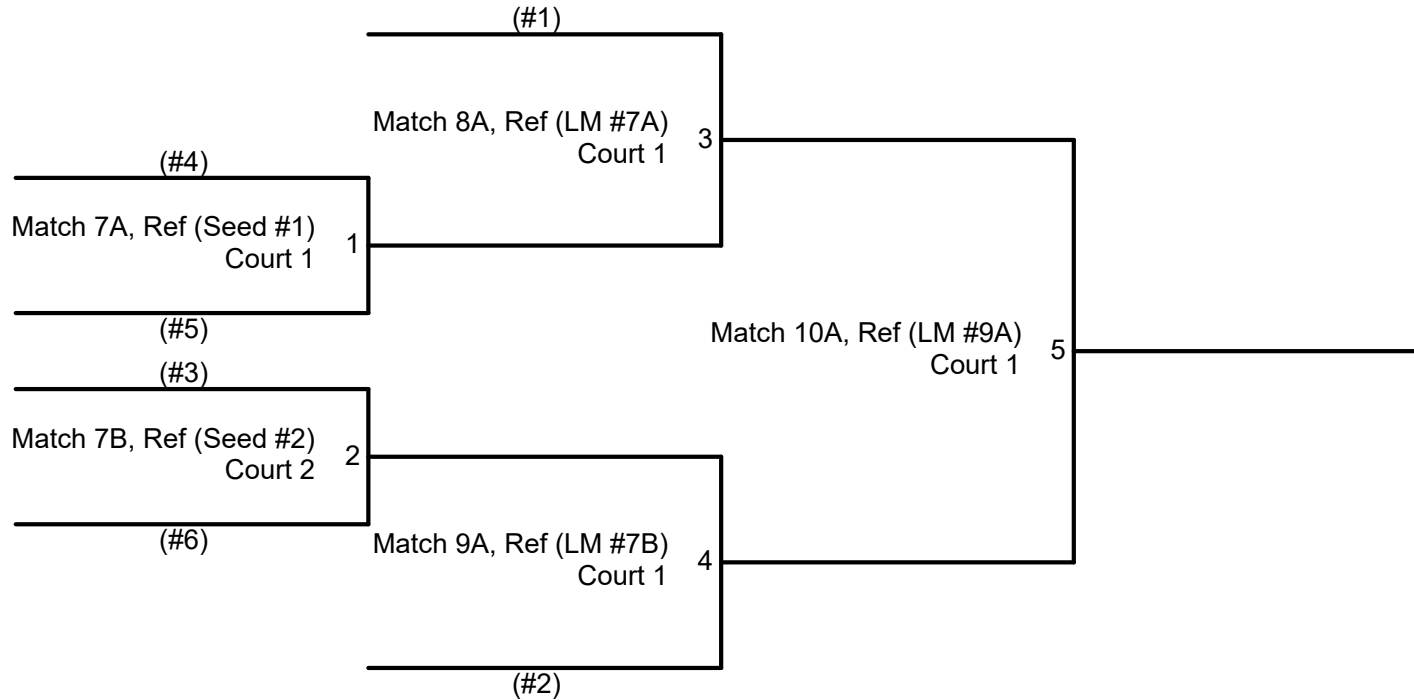 (#1)
Match 8A, Ref (LM #7A)
Court 1
3
(#4)
Match 7A, Ref (Seed #1)
Court 1
1
(#5)
(#3)
Match 7B, Ref (Seed #2)
Court 2
2
(#6)
Match 9A, Ref (LM #7B)
Court 1
4
(#2)
Match 10A, Ref (LM #9A)
Court 1
5